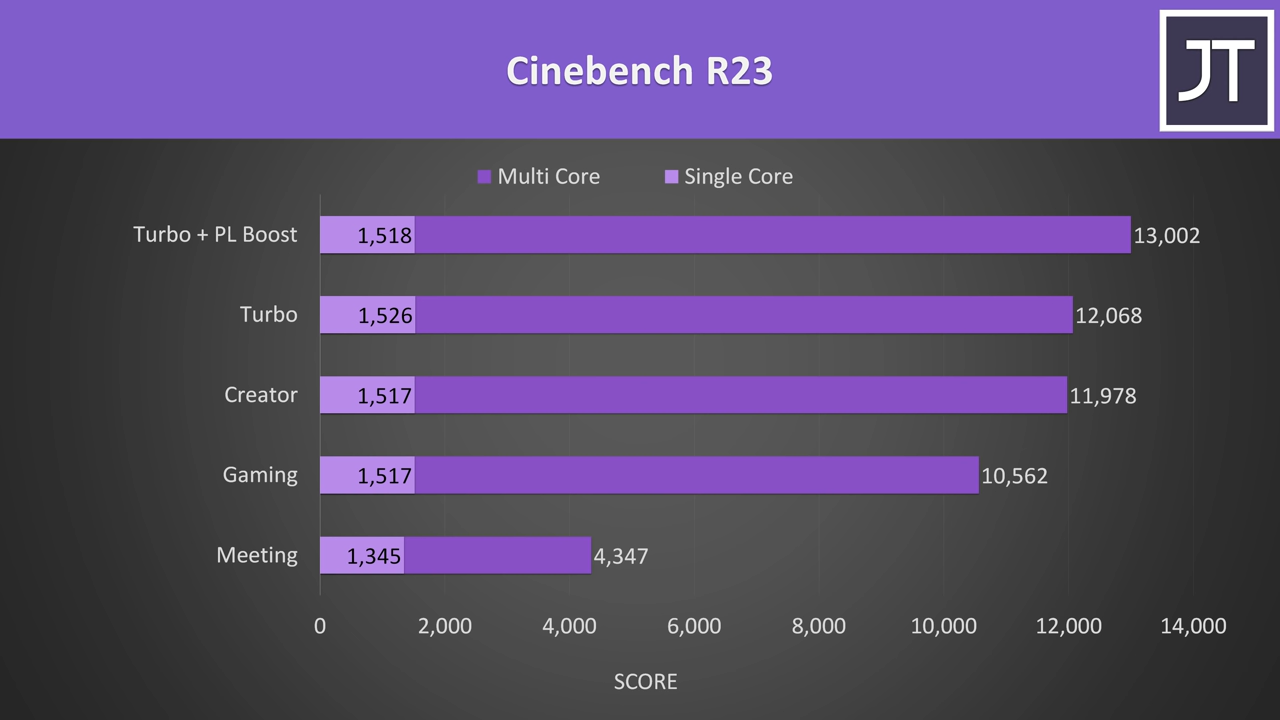 Cinebench R23
JT
Multi Core Single Core
Turbo + PL Boost 1,518 13,002
Turbo 1,526 12,068
Creator 1,517 11,978
Gaming 1,517 10,562
Meeting 1,345 4,347
0 2,000 4,000 6,000 8,000 10,000 12,000 14,000
SCORE